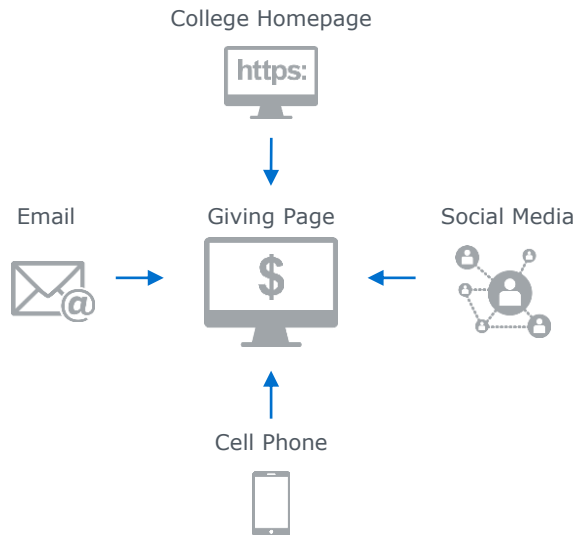 College Homepage
https:
Email
Giving Page
Social Media
$
@
Cell Phone